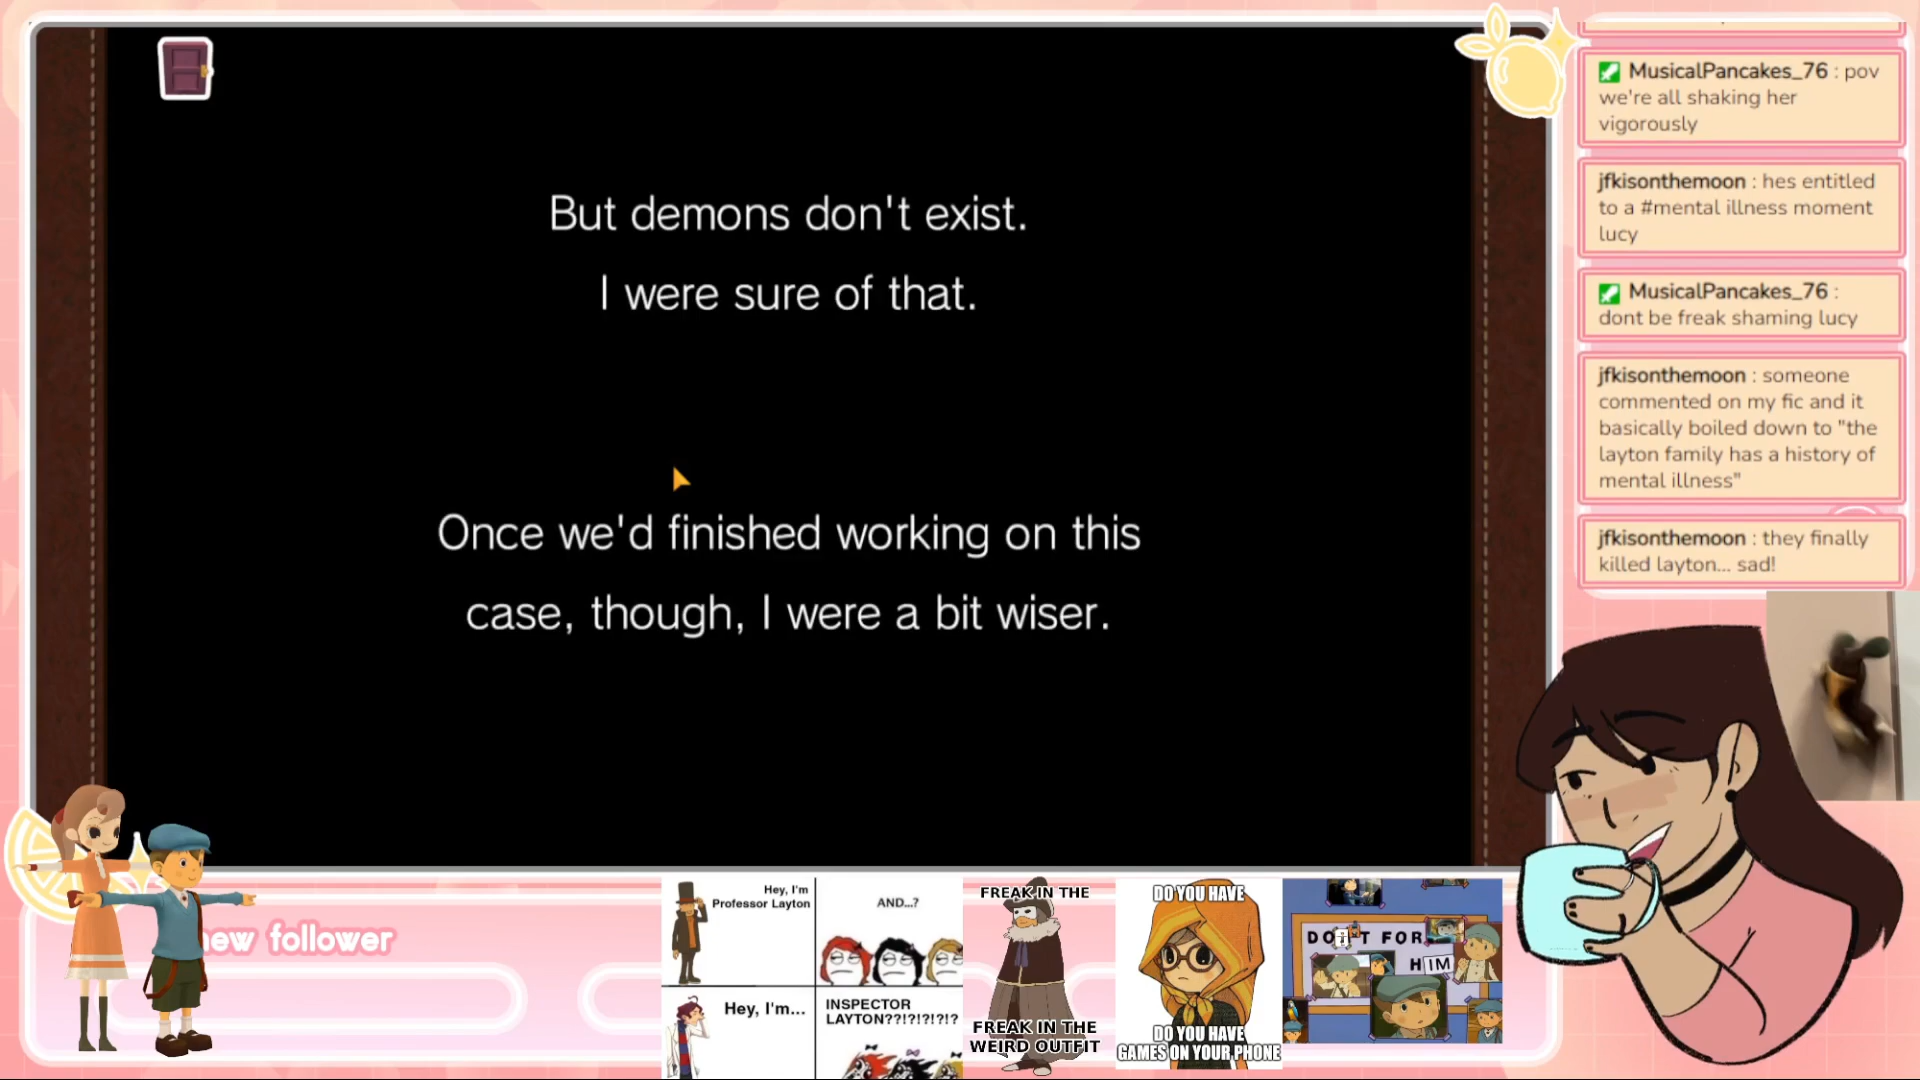 But demons don't exist.
I were sure of that.
Once we'd finished working on this
case, though, I were a bit wiser.
MusicalPancakes_76 : pov
we're all shaking her
vigorously
jfkisonthemoon : hes entitled
to a #mental illness moment
lucy
MusicalPancakes_76 :
dont be freak shaming lucy
jfkisonthemoon : someone
commented on my fic and it
basically boiled down to "the
layton family has a history of
mental illness"
jfkisonthemoon : they finally
killed layton... sad!
new follower
Hey, I'm
Professor Layton
AND...?
Hey, I'm...
INSPECTOR
LAYTON??!?!?!?!?
FREAK IN THE
FREAK IN THE
WEIRD OUTFIT
DO YOU HAVE
DO YOU HAVE
GAMES ON YOUR PHONE
DO IT FOR
HIM